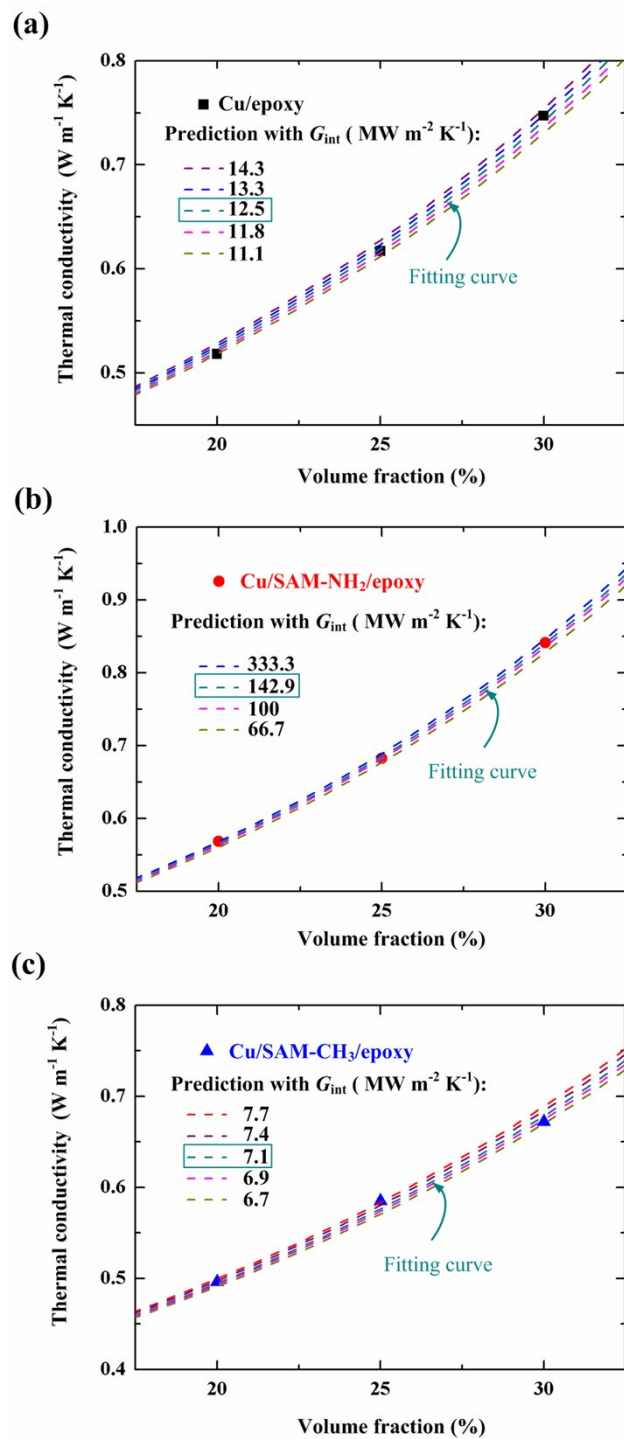 (a)
0.8
0.7
0.6
0.5
Thermal conductivity (W m⁻¹ K⁻¹)
Cu/epoxy
Prediction with G_int ( MW m⁻² K⁻¹):
14.3
13.3
12.5
11.8
11.1
Fitting curve
20 25 30
Volume fraction (%)
(b)
1.0
0.9
0.8
0.7
0.6
0.5
Thermal conductivity (W m⁻¹ K⁻¹)
Cu/SAM-NH₂/epoxy
Prediction with G_int ( MW m⁻² K⁻¹):
333.3
142.9
100
66.7
Fitting curve
20 25 30
Volume fraction (%)
(c)
0.8
0.7
0.6
0.5
0.4
Thermal conductivity (W m⁻¹ K⁻¹)
Cu/SAM-CH₃/epoxy
Prediction with G_int ( MW m⁻² K⁻¹):
7.7
7.4
7.1
6.9
6.7
Fitting curve
20 25 30
Volume fraction (%)